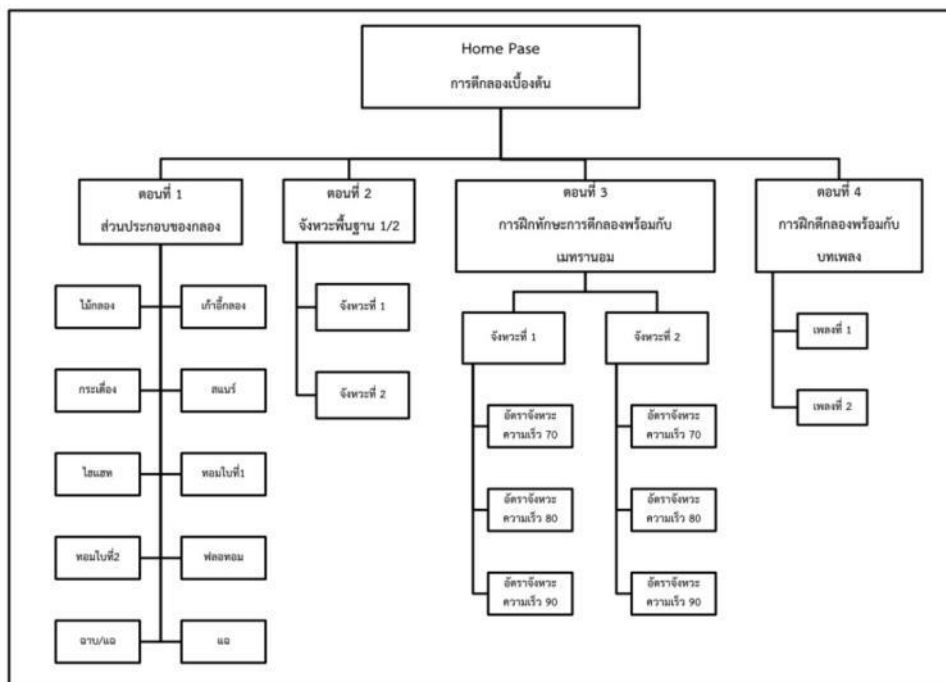 Home Pase
การตีกลองเบื้องต้น
ตอนที่ 1
ส่วนประกอบของกลอง
ตอนที่ 2
จังหวะพื้นฐาน 1/2
ตอนที่ 3
การฝึกทักษะการตีกลองพร้อมกับ
เมทรานอม
ตอนที่ 4
การฝึกตีกลองพร้อมกับ
บทเพลง
ไม้กลอง
เก้าอี้กลอง
กระเดื่อง
สแนร์
ไฮแฮท
ทอมใบที่1
ทอมใบที่2
ฟลอทอม
ฉาบ/แฉ
แฉ
จังหวะที่ 1
จังหวะที่ 2
จังหวะที่ 1
อัตราจังหวะ
ความเร็ว 70
อัตราจังหวะ
ความเร็ว 80
อัตราจังหวะ
ความเร็ว 90
จังหวะที่ 2
อัตราจังหวะ
ความเร็ว 70
อัตราจังหวะ
ความเร็ว 80
อัตราจังหวะ
ความเร็ว 90
เพลงที่ 1
เพลงที่ 2